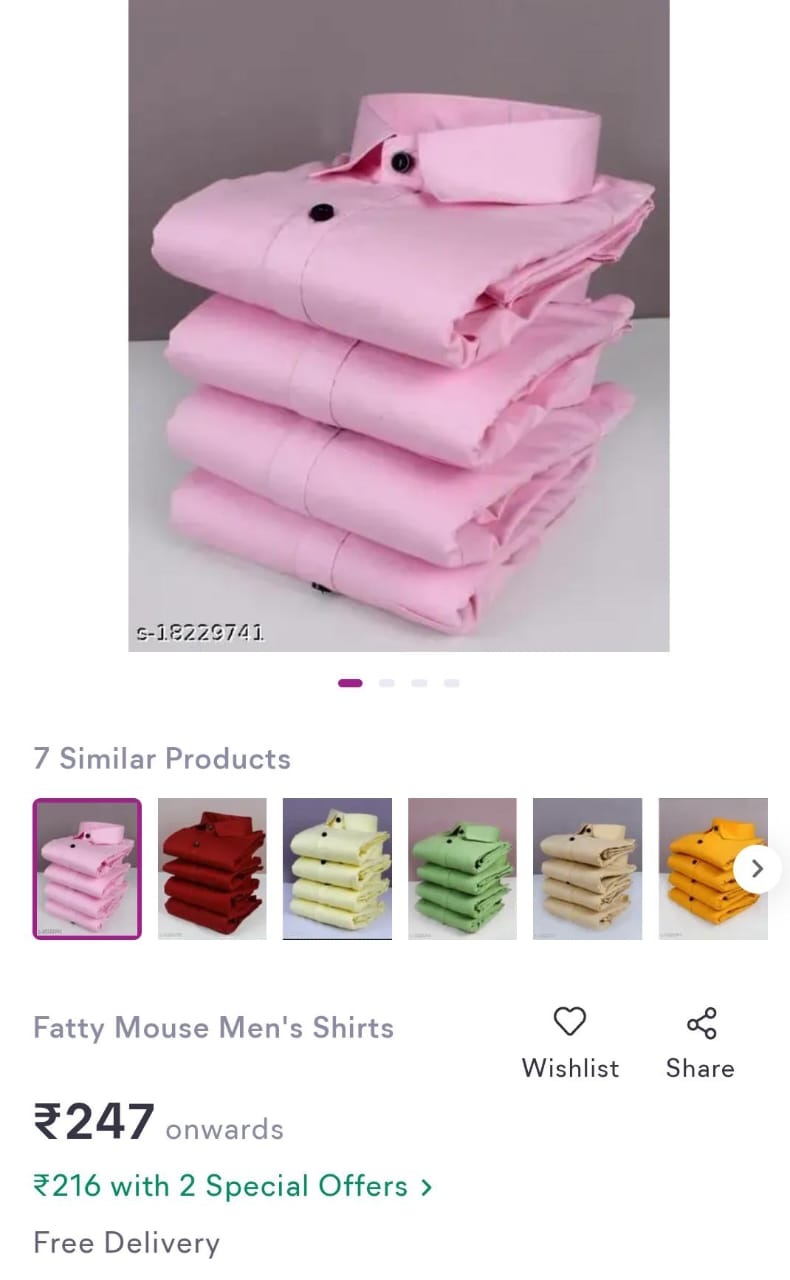 s-18229741
7 Similar Products
Fatty Mouse Men's Shirts
Wishlist Share
₹247 onwards
₹216 with 2 Special Offers
Free Delivery